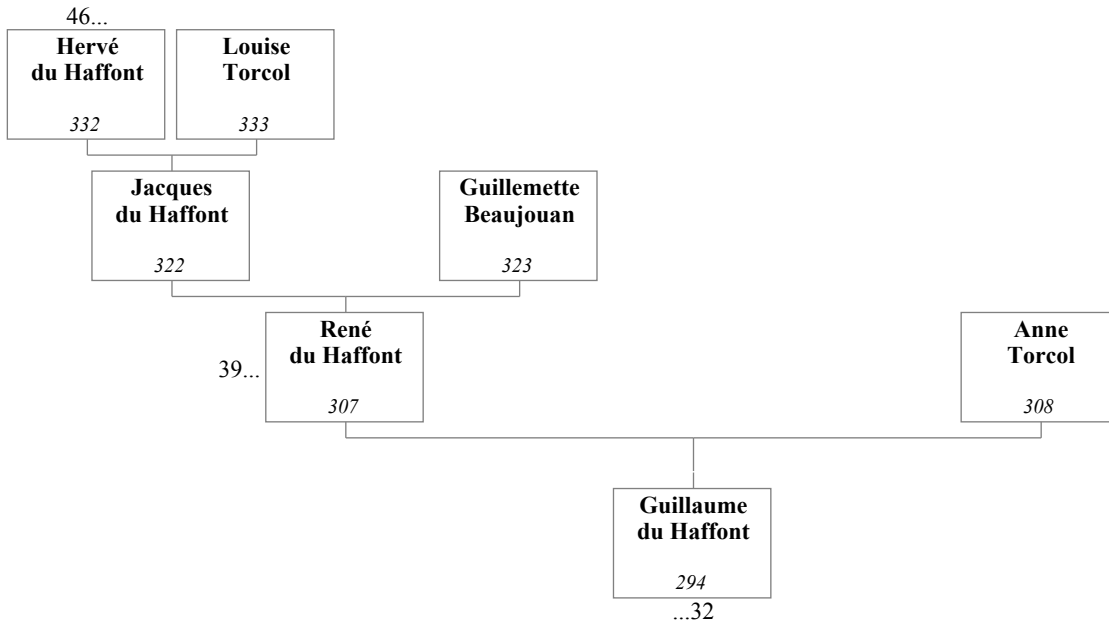 46...
Hervé
du Haffont
332
Louise
Torcol
333
Jacques
du Haffont
322
Guillemette
Beaujouan
323
39...
René
du Haffont
307
Anne
Torcol
308
Guillaume
du Haffont
294
...32